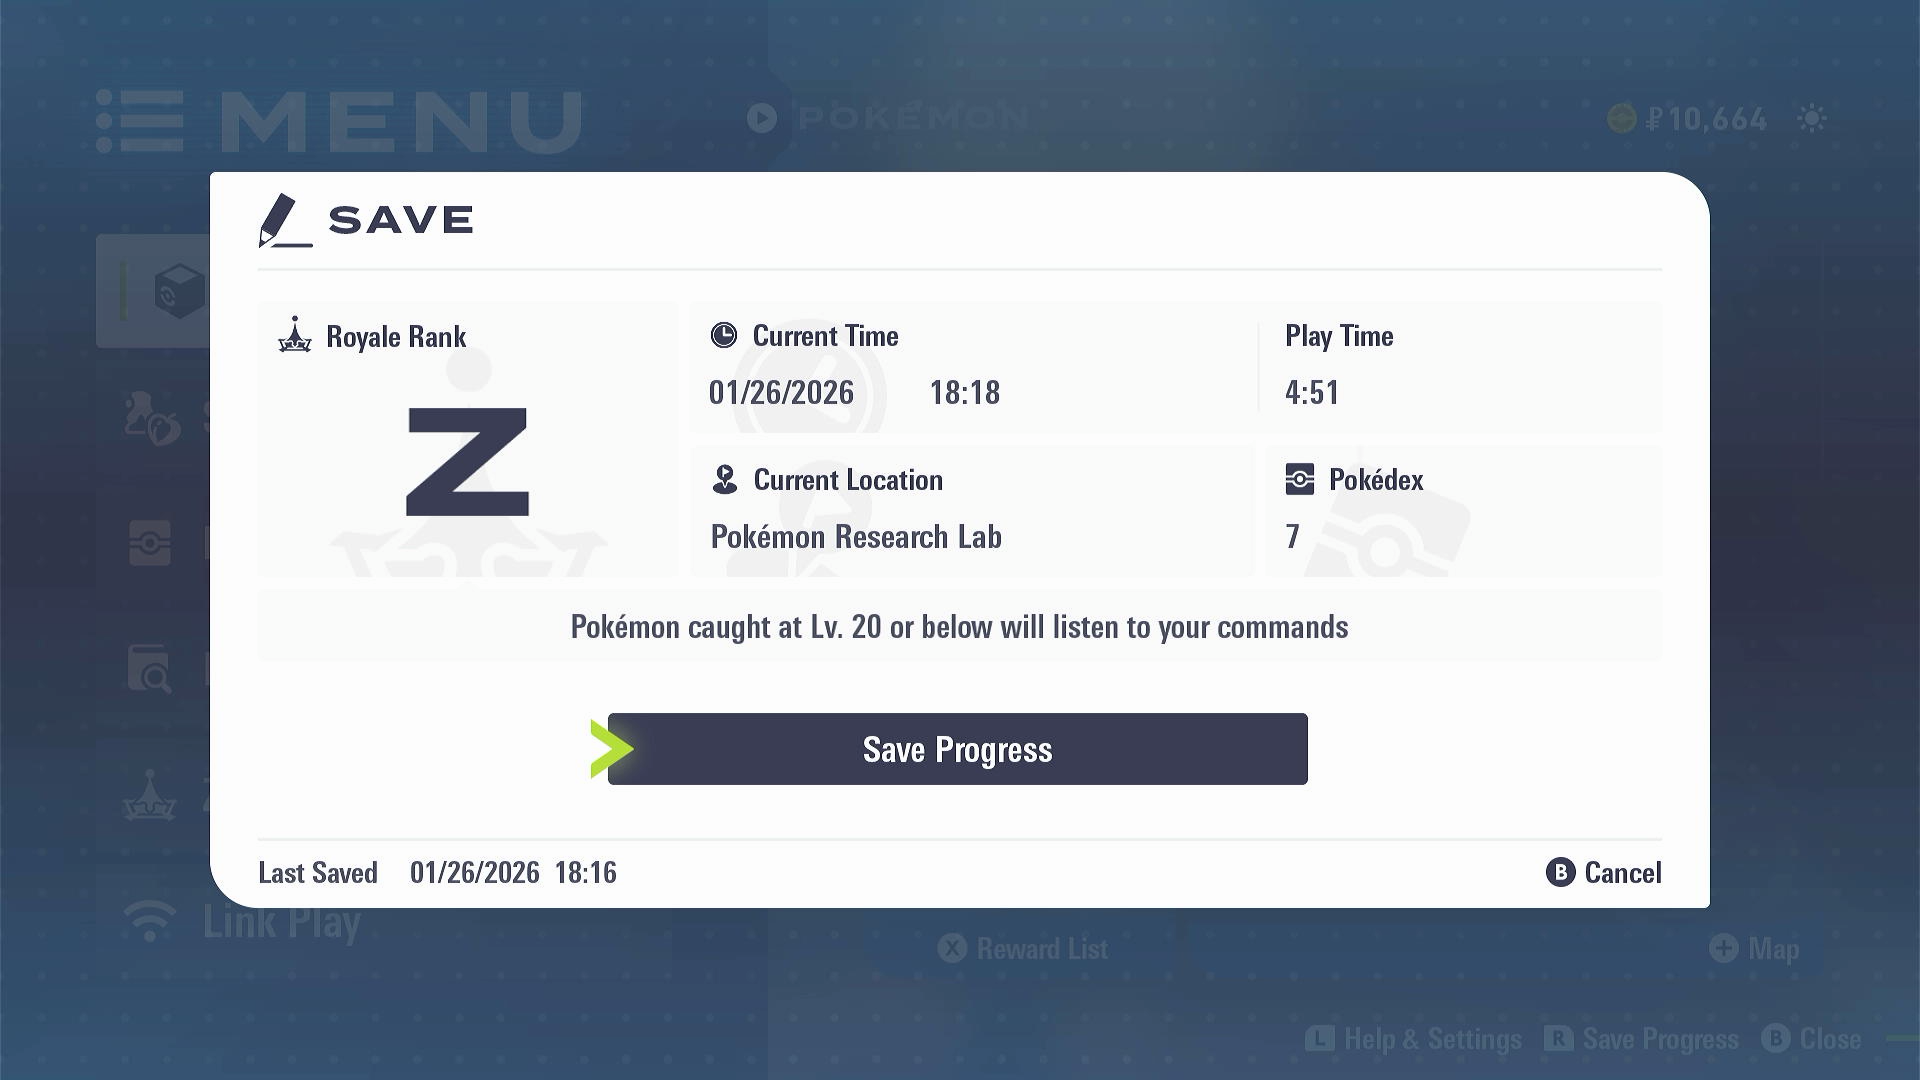 MENU
POKÉMON
₽10,664
SAVE
Royale Rank
Z
Current Time
01/26/2026 18:18
Play Time
4:51
Current Location
Pokémon Research Lab
Pokédex
7
Pokémon caught at Lv. 20 or below will listen to your commands
Save Progress
Last Saved 01/26/2026 18:16
B Cancel
Link Play
X Reward List
+ Map
L Help & Settings R Save Progress B Close